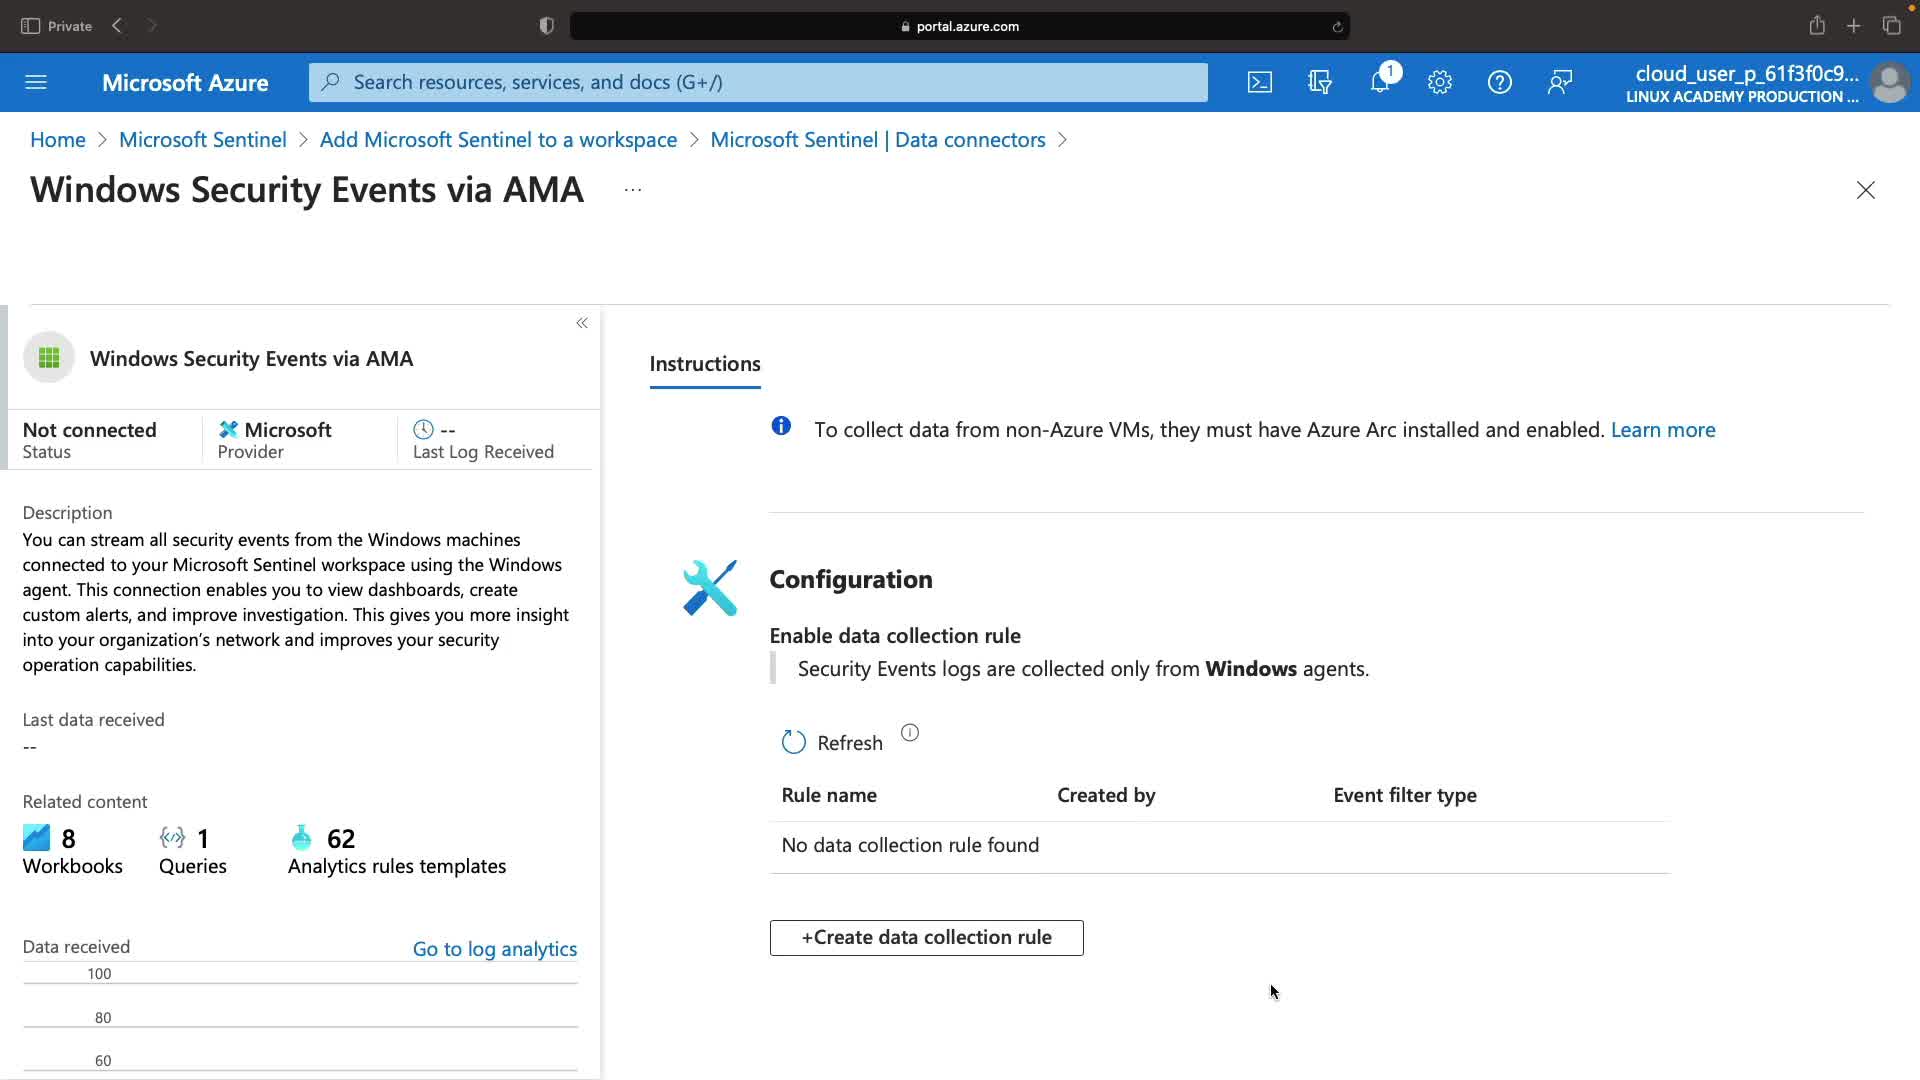 Private
portal.azure.com
Microsoft Azure
Search resources, services, and docs (G+/)
1
cloud_user_p_61f3f0c9...
LINUX ACADEMY PRODUCTION ...
Home > Microsoft Sentinel > Add Microsoft Sentinel to a workspace > Microsoft Sentinel | Data connectors >
Windows Security Events via AMA ...
Windows Security Events via AMA
Not connected
Status
Microsoft
Provider
--
Last Log Received
Description
You can stream all security events from the Windows machines
connected to your Microsoft Sentinel workspace using the Windows
agent. This connection enables you to view dashboards, create
custom alerts, and improve investigation. This gives you more insight
into your organization's network and improves your security
operation capabilities.
Last data received
--
Related content
8
Workbooks
1
Queries
62
Analytics rules templates
Data received
Go to log analytics
100
80
60
Instructions
To collect data from non-Azure VMs, they must have Azure Arc installed and enabled. Learn more
Configuration
Enable data collection rule
Security Events logs are collected only from Windows agents.
Refresh
Rule name Created by Event filter type
No data collection rule found
+Create data collection rule